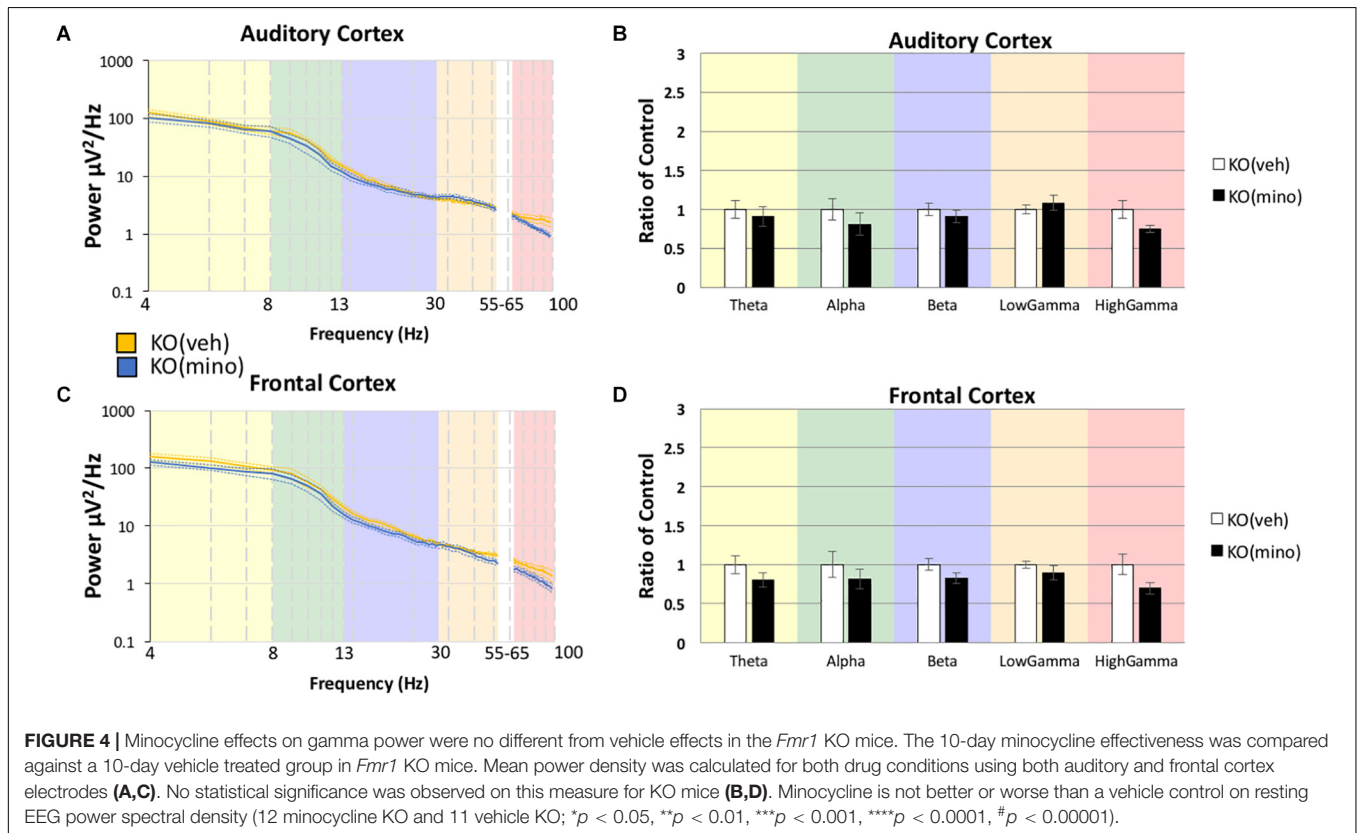 A
Auditory Cortex
Power µV²/Hz
1000
100
10
1
0.1
4 8 13 30 55-65 100
Frequency (Hz)
KO(veh)
KO(mino)
B
Auditory Cortex
Ratio of Control
3
2.5
2
1.5
1
0.5
0
Theta Alpha Beta LowGamma HighGamma
KO(veh)
KO(mino)
C
Frontal Cortex
Power µV²/Hz
1000
100
10
1
0.1
4 8 13 30 55-65 100
Frequency (Hz)
D
Frontal Cortex
Ratio of Control
3
2.5
2
1.5
1
0.5
0
Theta Alpha Beta LowGamma HighGamma
KO(veh)
KO(mino)
FIGURE 4 | Minocycline effects on gamma power were no different from vehicle effects in the Fmr1 KO mice. The 10-day minocycline effectiveness was compared
against a 10-day vehicle treated group in Fmr1 KO mice. Mean power density was calculated for both drug conditions using both auditory and frontal cortex
electrodes (A,C). No statistical significance was observed on this measure for KO mice (B,D). Minocycline is not better or worse than a vehicle control on resting
EEG power spectral density (12 minocycline KO and 11 vehicle KO; *p < 0.05, **p < 0.01, ***p < 0.001, ****p < 0.0001, #p < 0.00001).